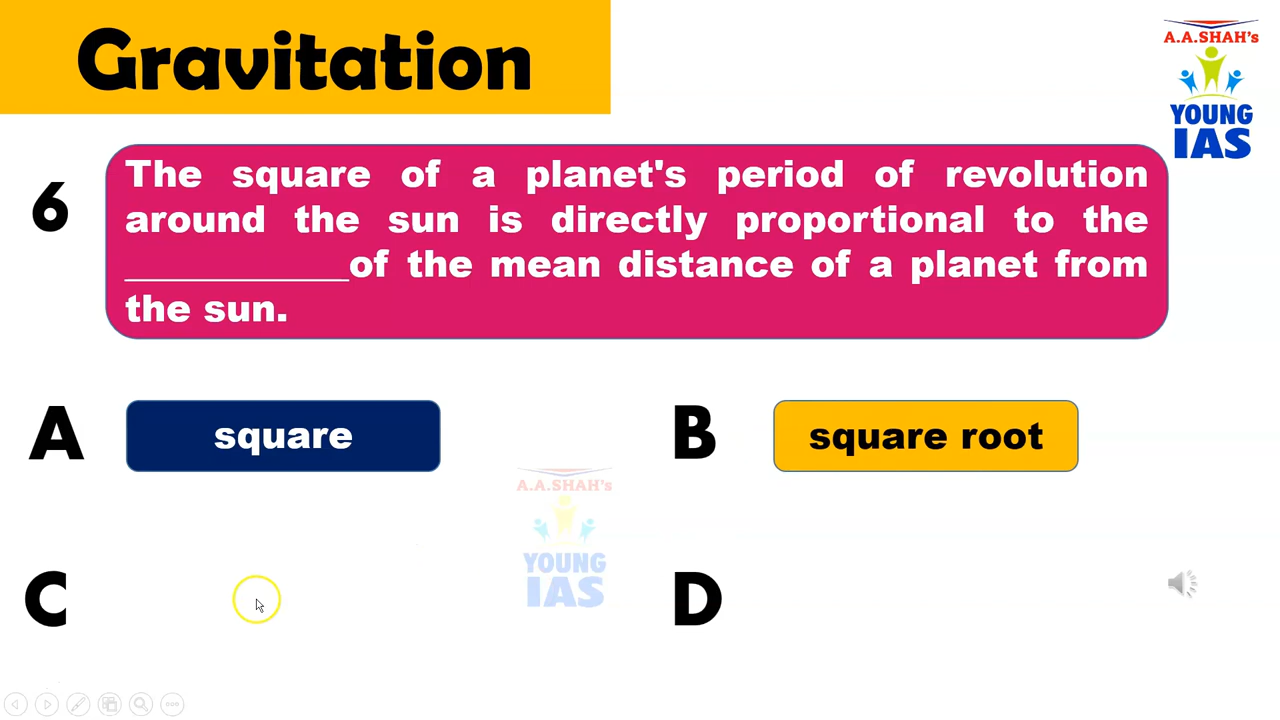 Gravitation
A.A.SHAH's
YOUNG
IAS
6
The square of a planet's period of revolution
around the sun is directly proportional to the
____________of the mean distance of a planet from
the sun.
A
square
B
square root
A.A.SHAH's
YOUNG
IAS
C
D